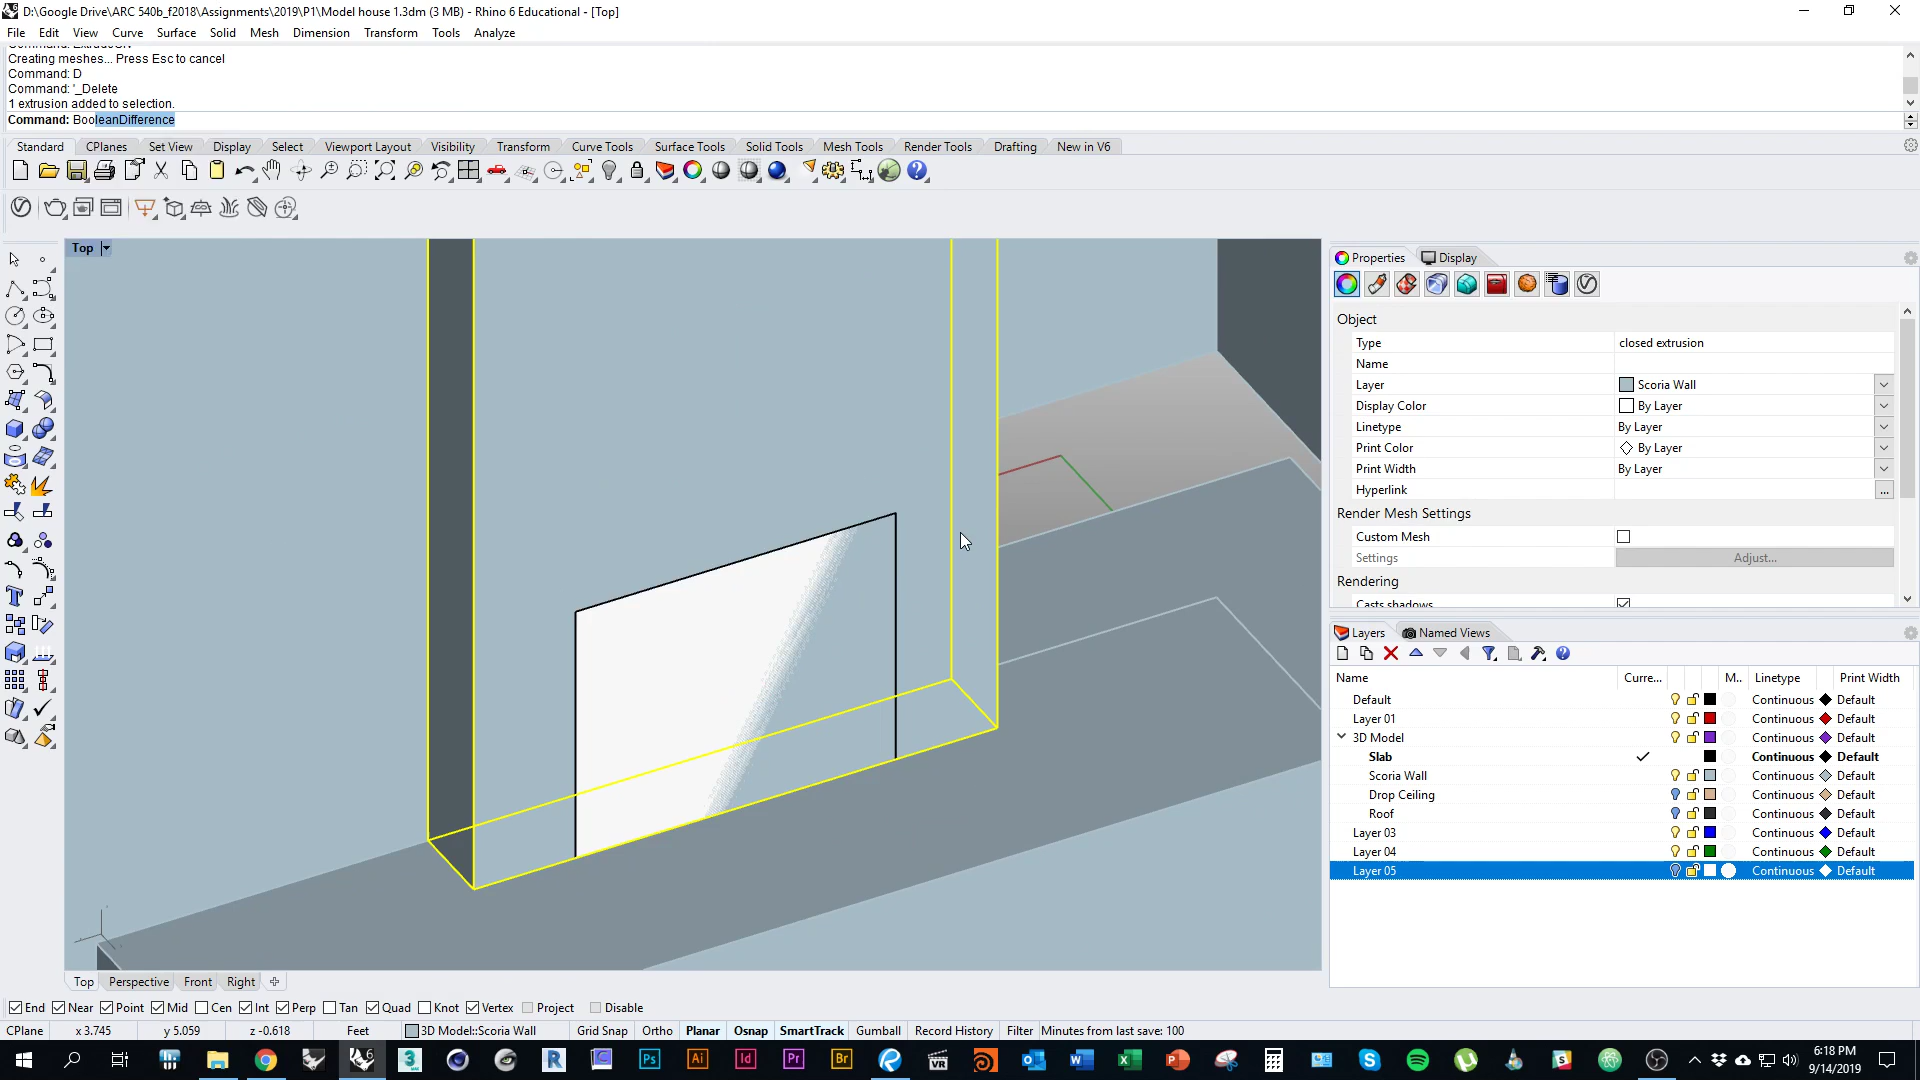 D:\Google Drive\ARC 540b_f2018\Assignments\2019\P1\Model house 1.3dm (3 MB) - Rhino 6 Educational - [Top]
File Edit View Curve Surface Solid Mesh Dimension Transform Tools Analyze
Creating meshes... Press Esc to cancel
Command: D
Command: '_Delete
1 extrusion added to selection.
Command: BooleanDifference
Standard CPlanes Set View Display Select Viewport Layout Visibility Transform Curve Tools Surface Tools Solid Tools Mesh Tools Render Tools Drafting New in V6
Top
Properties Display
Object
Type closed extrusion
Name
Layer Scoria Wall
Display Color By Layer
Linetype By Layer
Print Color By Layer
Print Width By Layer
Hyperlink ...
Render Mesh Settings
Custom Mesh
Settings Adjust...
Rendering
Casts shadows
Layers Named Views
Name Curre... M.. Linetype Print Width
Default Continuous Default
Layer 01 Continuous Default
3D Model Continuous Default
Slab Continuous Default
Scoria Wall Continuous Default
Drop Ceiling Continuous Default
Roof Continuous Default
Layer 03 Continuous Default
Layer 04 Continuous Default
Layer 05 Continuous Default
Top Perspective Front Right
End Near Point Mid Cen Int Perp Tan Quad Knot Vertex Project Disable
CPlane x 3.745 y 5.059 z -0.618 Feet 3D Model::Scoria Wall Grid Snap Ortho Planar Osnap SmartTrack Gumball Record History Filter Minutes from last save: 100
6:18 PM
9/14/2019